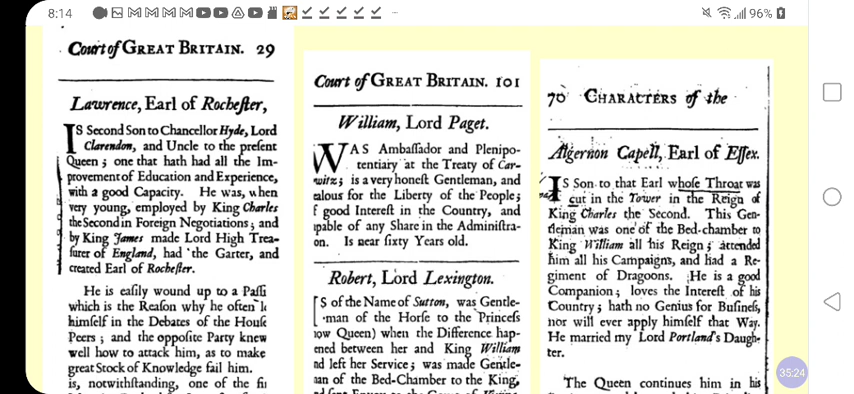 8:14
96%
Court of GREAT BRITAIN. 29
Lawrence, Earl of Rochester,
IS Second Son to Chancellor Hyde, Lord
Clarendon, and Uncle to the present
Queen; one that hath had all the Im-
provement of Education and Experience,
with a good Capacity. He was, when
very young, employed by King Charles
the Second in Foreign Negotiations; and
by King James made Lord High Trea-
surer of England, had the Garter, and
created Earl of Rochester.
He is easily wound up to a Passi
which is the Reason why he often l
himself in the Debates of the House
Peers; and the opposite Party knew
well how to attack him, as to make
great Stock of Knowledge fail him.
is, notwithstanding, one of the fi
Court of GREAT BRITAIN. 101
William, Lord Paget.
WAS Ambassador and Plenipo-
tentiary at the Treaty of Car-
witz; is a very honest Gentleman, and
ealous for the Liberty of the People;
f good Interest in the Country, and
ipable of any Share in the Administra-
on. Is near sixty Years old.
Robert, Lord Lexington.
IS of the Name of Sutton, was Gentle-
man of the Horse to the Princess
now Queen) when the Difference hap-
ened between her and King William
nd left her Service; was made Gentle-
nan of the Bed-Chamber to the King,
70 CHARACTERS of the
Algernon Capell, Earl of Essex.
IS Son to that Earl whose Throat was
cut in the Tower in the Reign of
King Charles the Second. This Gen-
tleman was one of the Bed-chamber to
King William all his Reign; attended
him all his Campaigns, and had a Re-
giment of Dragoons. He is a good
Companion; loves the Interest of his
Country; hath no Genius for Business,
nor will ever apply himself that Way.
He married my Lord Portland's Daugh-
ter.
The Queen continues him in his
35:24